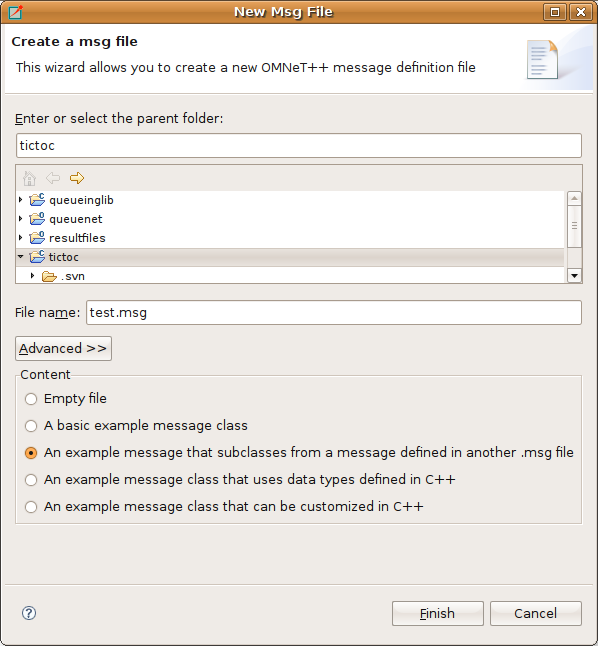 New Msg File
Create a msg file
This wizard allows you to create a new OMNeT++ message definition file
Enter or select the parent folder:
tictoc
queueinglib
queuenet
resultfiles
tictoc
.svn
File name: test.msg
Advanced >>
Content
Empty file
A basic example message class
An example message that subclasses from a message defined in another .msg file
An example message class that uses data types defined in C++
An example message class that can be customized in C++
Finish Cancel